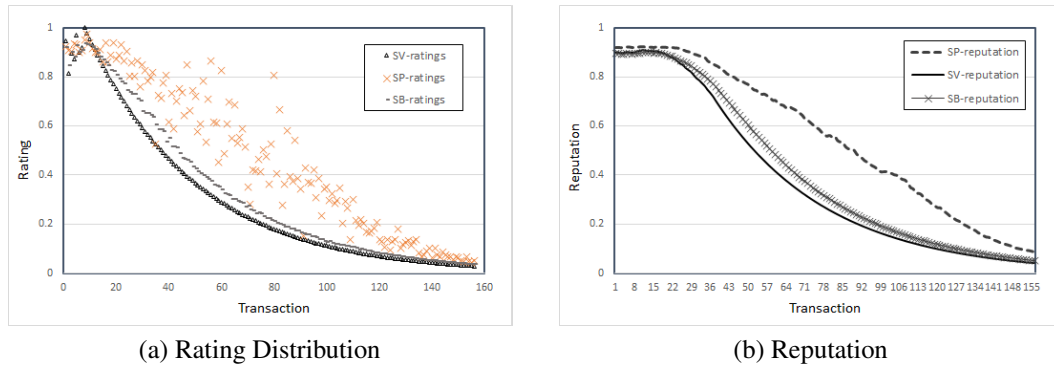 1
0.8
0.6
0.4
0.2
0
Rating
0 20 40 60 80 100 120 140 160
Transaction
SV-ratings
SP-ratings
SB-ratings
(a) Rating Distribution
1
0.8
0.6
0.4
0.2
0
Reputation
1 8 15 22 29 36 43 50 57 64 71 78 85 92 99 106 113 120 127 134 141 148 155
Transaction
SP-reputation
SV-reputation
SB-reputation
(b) Reputation